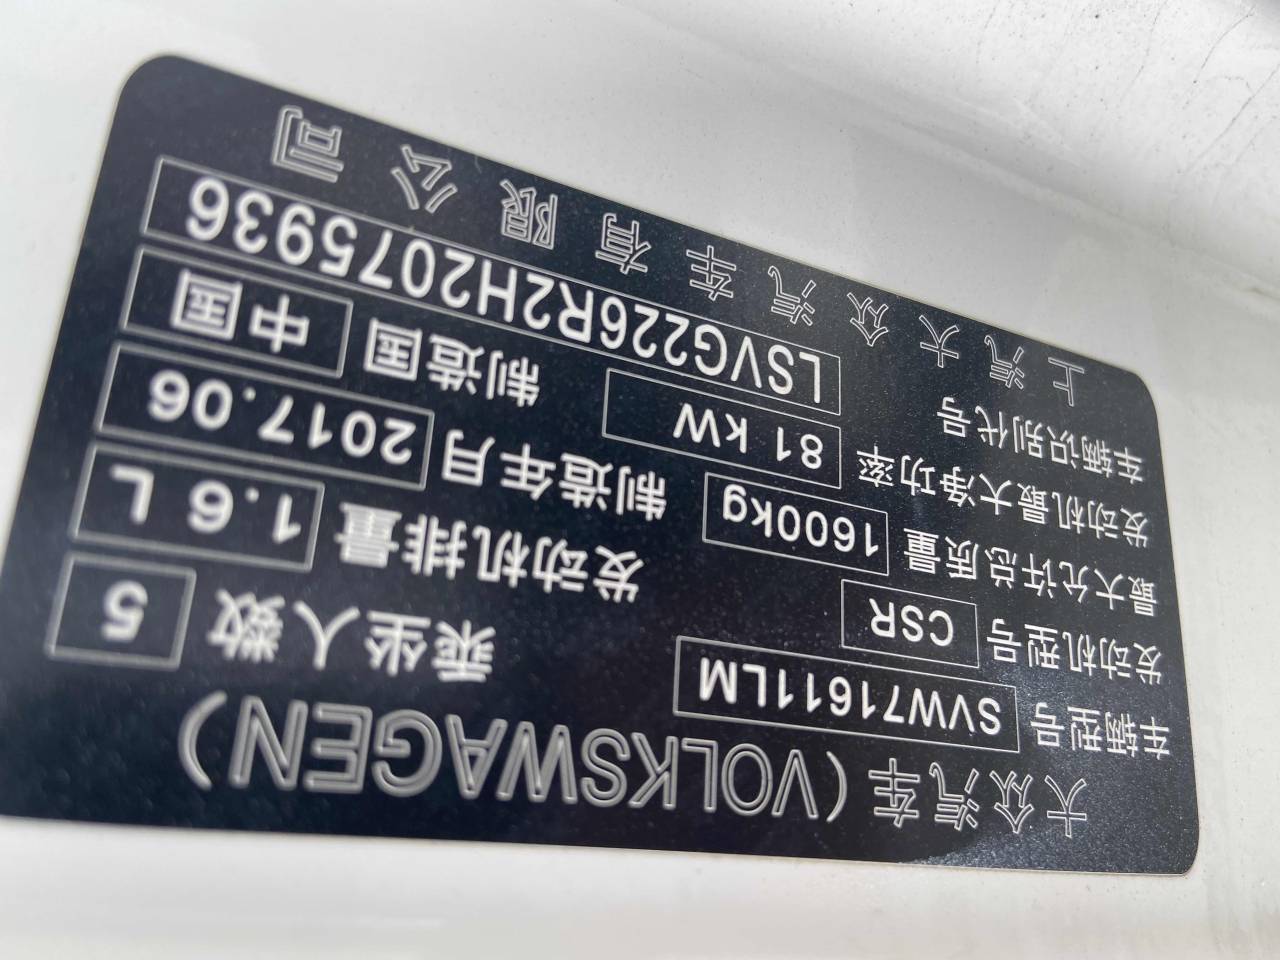 大众汽车(VOLKSWAGEN)
车辆型号 SVW71611LM 乘坐人数 5
发动机型号 CSR 发动机排量 1.6 L
最大允许总质量 1600kg 制造年月 2017.06
发动机最大净功率 81 kW 制造国 中国
车辆识别代号 LSVG226R2H2075936
上汽大众汽车有限公司